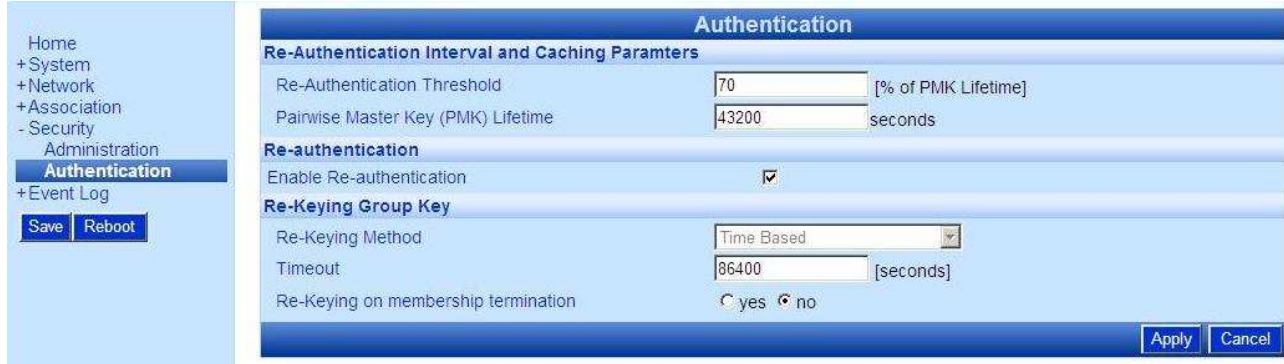 Home
+System
+Network
+Association
- Security
Administration
Authentication
+Event Log
Save Reboot
Authentication
Re-Authentication Interval and Caching Paramters
Re-Authentication Threshold 70 [% of PMK Lifetime]
Pairwise Master Key (PMK) Lifetime 43200 seconds
Re-authentication
Enable Re-authentication
Re-Keying Group Key
Re-Keying Method Time Based
Timeout 86400 [seconds]
Re-Keying on membership termination yes no
Apply Cancel